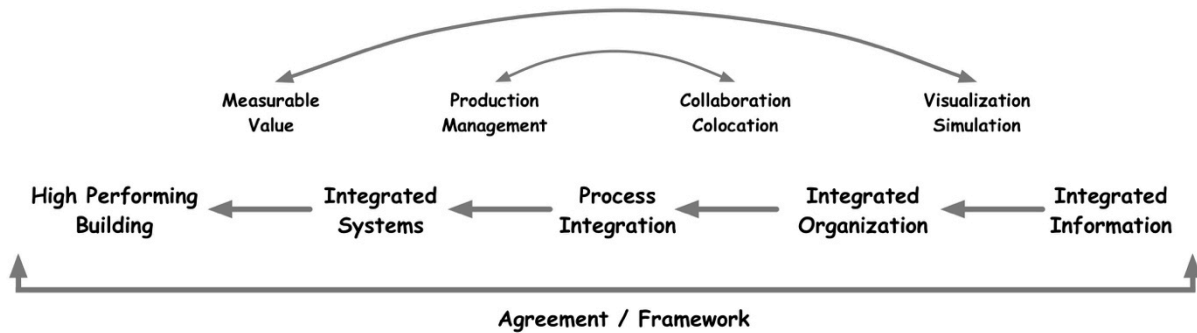 Measurable
Value
Production
Management
Collaboration
Colocation
Visualization
Simulation
High Performing
Building
Integrated
Systems
Process
Integration
Integrated
Organization
Integrated
Information
Agreement / Framework